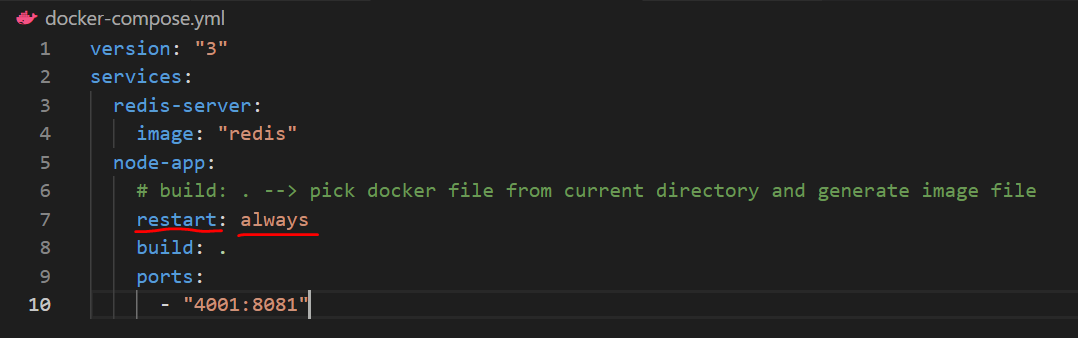 docker-compose.yml
1 version: "3"
2 services:
3 redis-server:
4 image: "redis"
5 node-app:
6 # build: . --> pick docker file from current directory and generate image file
7 restart: always
8 build: .
9 ports:
10 - "4001:8081"